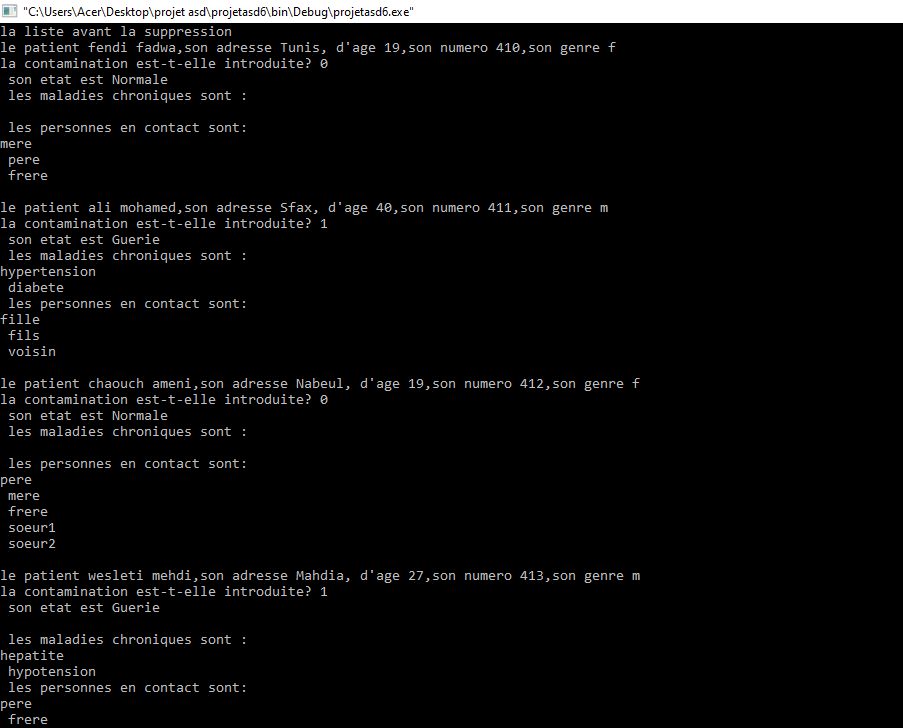 "C:\Users\Acer\Desktop\projet asd\projetasd6\bin\Debug\projetasd6.exe"
la liste avant la suppression
le patient fendi fadwa,son adresse Tunis, d'age 19,son numero 410,son genre f
la contamination est-t-elle introduite? 0
son etat est Normale
les maladies chroniques sont :
les personnes en contact sont:
mere
pere
frere
le patient ali mohamed,son adresse Sfax, d'age 40,son numero 411,son genre m
la contamination est-t-elle introduite? 1
son etat est Guerie
les maladies chroniques sont :
hypertension
diabete
les personnes en contact sont:
fille
fils
voisin
le patient chaouch ameni,son adresse Nabeul, d'age 19,son numero 412,son genre f
la contamination est-t-elle introduite? 0
son etat est Normale
les maladies chroniques sont :
les personnes en contact sont:
pere
mere
frere
soeur1
soeur2
le patient wesleti mehdi,son adresse Mahdia, d'age 27,son numero 413,son genre m
la contamination est-t-elle introduite? 1
son etat est Guerie
les maladies chroniques sont :
hepatite
hypotension
les personnes en contact sont:
pere
frere